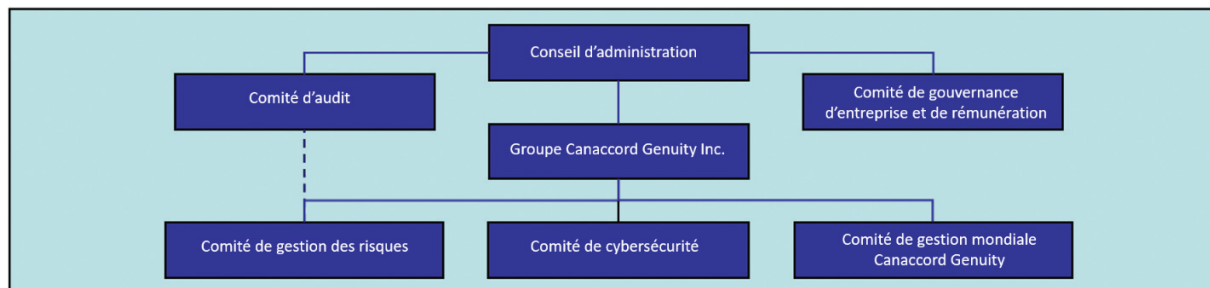 Conseil d’administration
Comité d’audit
Comité de gouvernance
d’entreprise et de rémunération
Groupe Canaccord Genuity Inc.
Comité de gestion des risques
Comité de cybersécurité
Comité de gestion mondiale
Canaccord Genuity